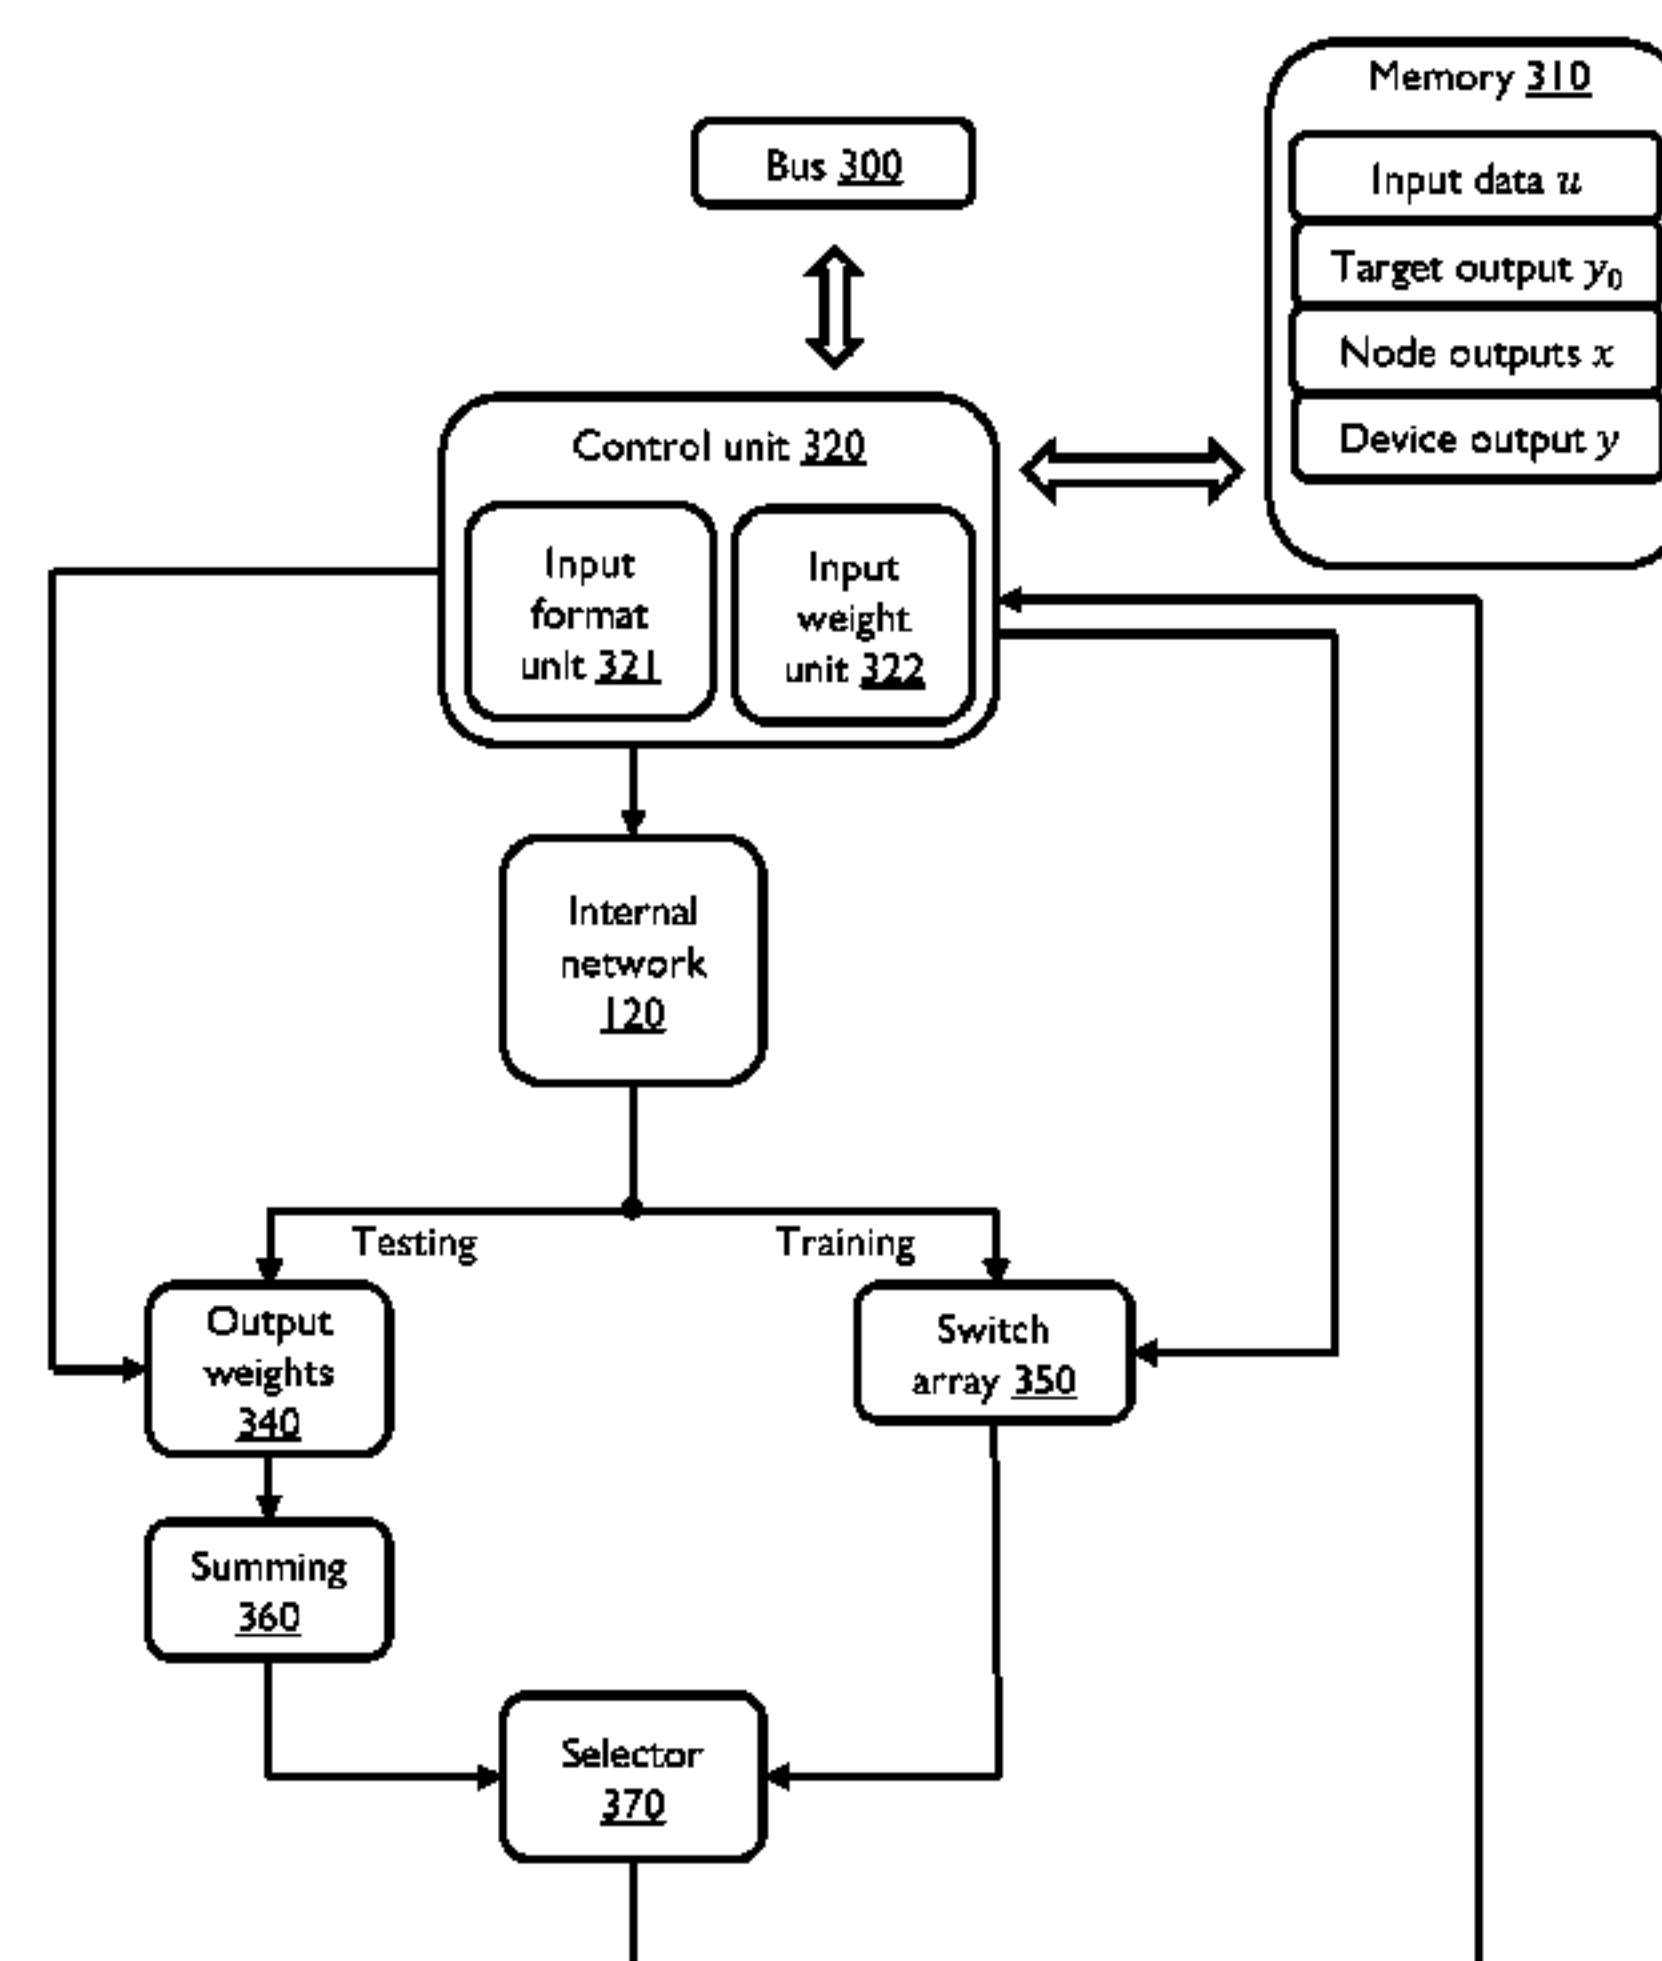 Memory 310
Bus 300
Input data u
Target output y₀
Node outputs x
Device output y
Control unit 320
Input
format
unit 321
Input
weight
unit 322
Internal
network
120
Testing
Training
Output
weights
340
Switch
array 350
Summing
360
Selector
370